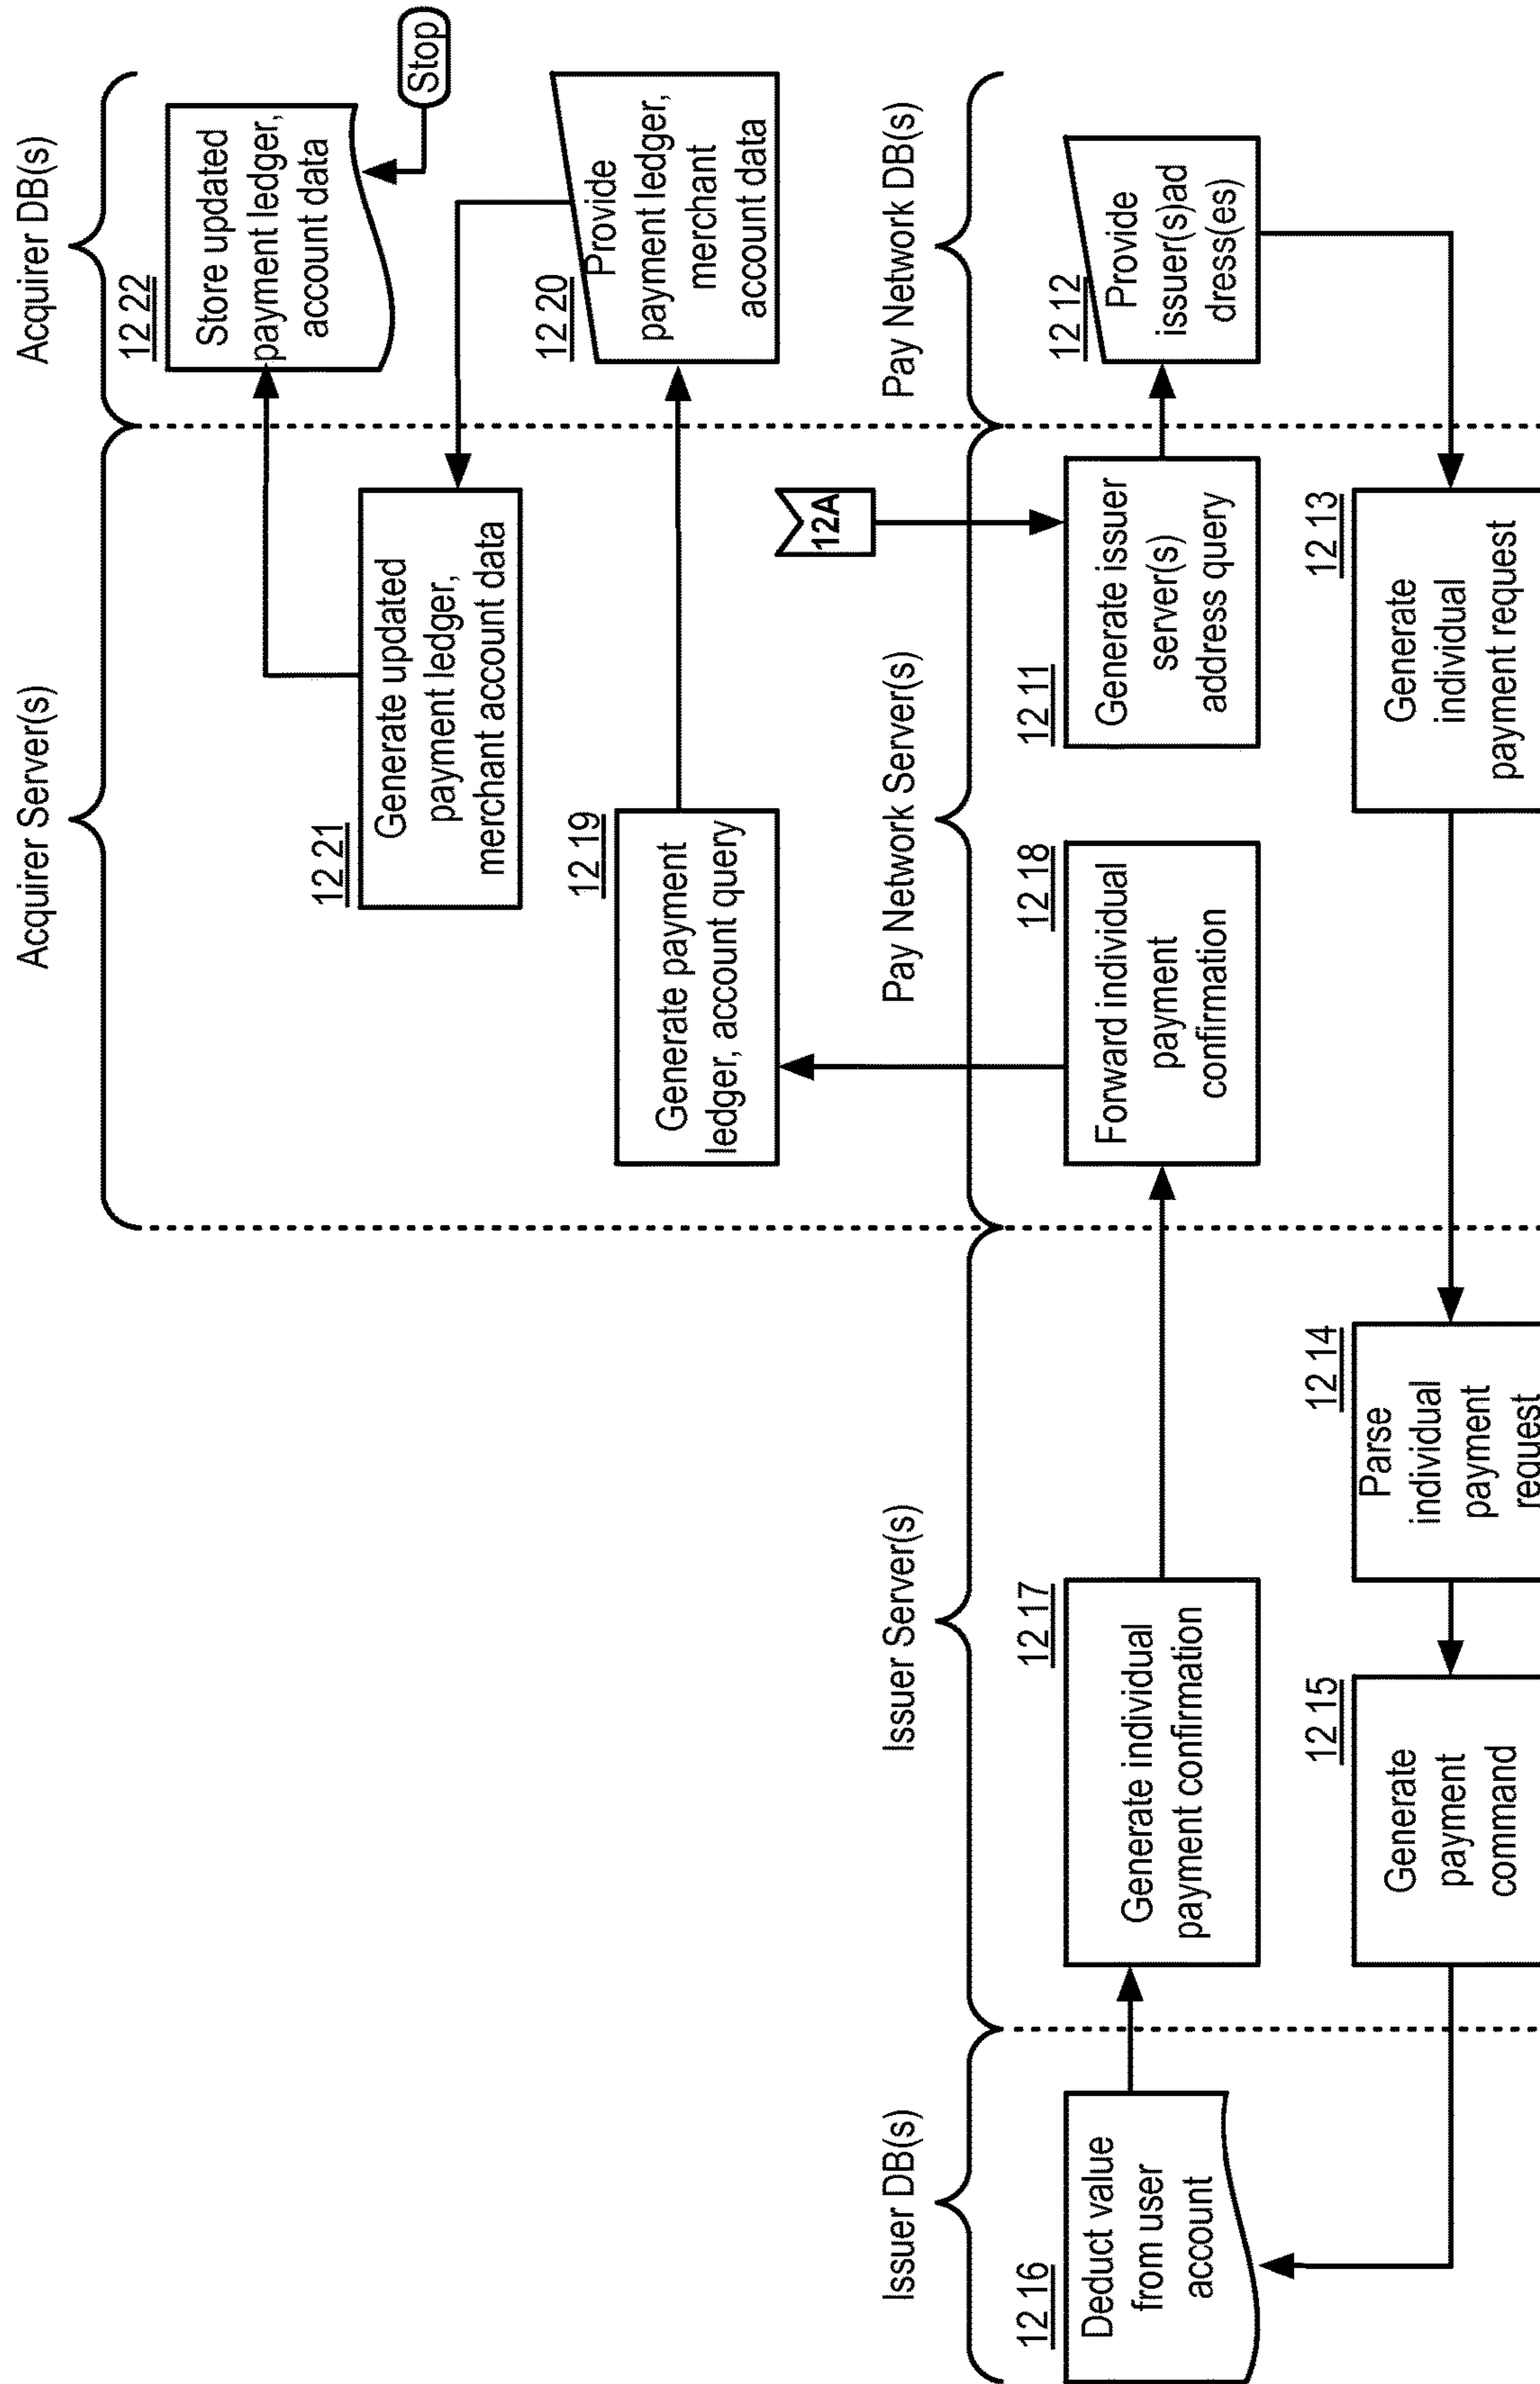 Acquirer Server(s)
Acquirer DB(s)
12 22
Store updated
payment ledger,
account data
Stop
12 21
Generate updated
payment ledger,
merchant account data
12 20
Provide
payment ledger,
merchant
account data
12 19
Generate payment
ledger, account query
12A
Issuer DB(s)
Issuer Server(s)
Pay Network Server(s)
Pay Network DB(s)
12 16
Deduct value
from user
account
12 17
Generate individual
payment confirmation
12 18
Forward individual
payment
confirmation
12 11
Generate issuer
server(s)
address query
12 12
Provide
issuer(s)ad
dress(es)
12 15
Generate
payment
command
12 14
Parse
individual
payment
request
12 13
Generate
individual
payment request